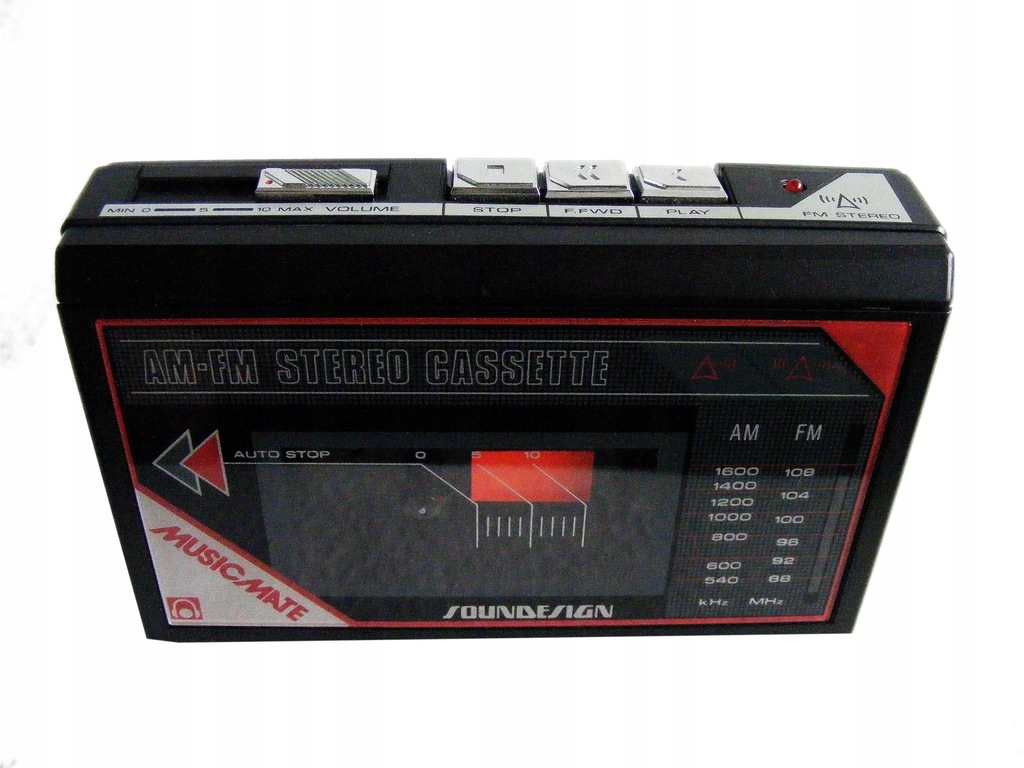 MIN 0 5 10 MAX VOLUME
STOP
F.FWD
PLAY
FM STEREO
AM-FM STEREO CASSETTE
AM FM
AUTO STOP 0 5 10
1600 108
1400
1200 104
1000 100
800 96
600 92
540 88
kHz MHz
MUSICMATE
SOUNDESIGN